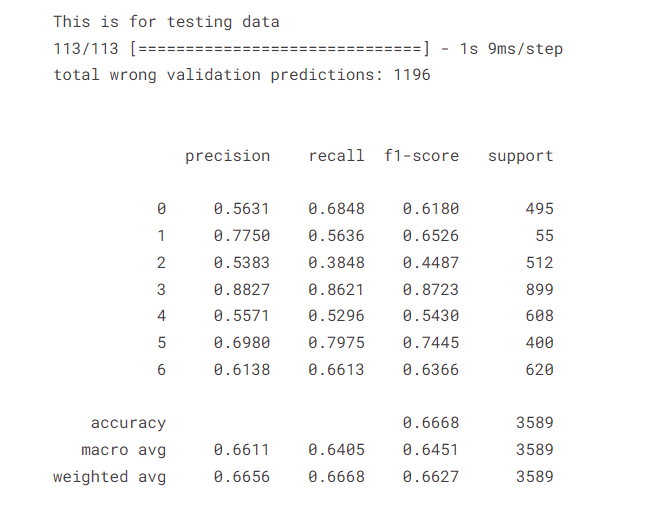 This is for testing data
113/113 [==============================] - 1s 9ms/step
total wrong validation predictions: 1196
precision recall f1-score support
0 0.5631 0.6848 0.6180 495
1 0.7750 0.5636 0.6526 55
2 0.5383 0.3848 0.4487 512
3 0.8827 0.8621 0.8723 899
4 0.5571 0.5296 0.5430 608
5 0.6980 0.7975 0.7445 400
6 0.6138 0.6613 0.6366 620
accuracy 0.6668 3589
macro avg 0.6611 0.6405 0.6451 3589
weighted avg 0.6656 0.6668 0.6627 3589